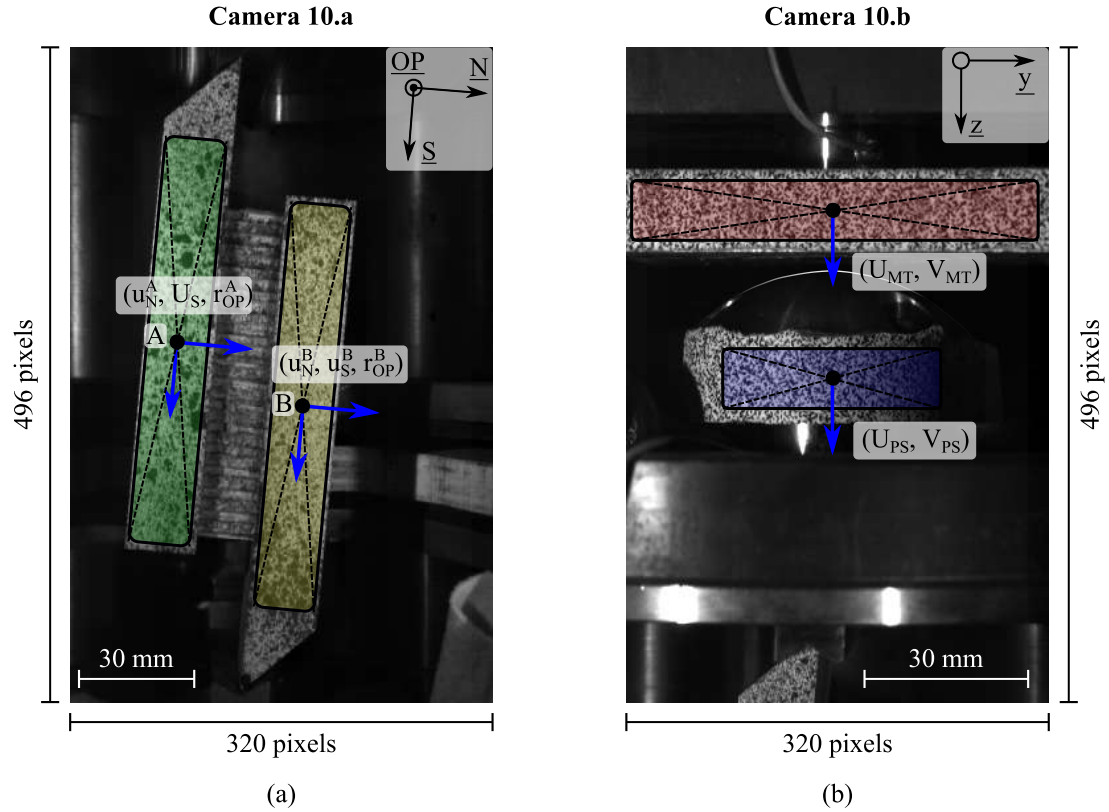 Camera 10.a
Camera 10.b
OP
N
S
y
z
(u_N^A, U_S, r_OP^A)
A
(u_N^B, u_S^B, r_OP^B)
B
(U_MT, V_MT)
(U_PS, V_PS)
496 pixels
496 pixels
30 mm
30 mm
320 pixels
320 pixels
(a)
(b)